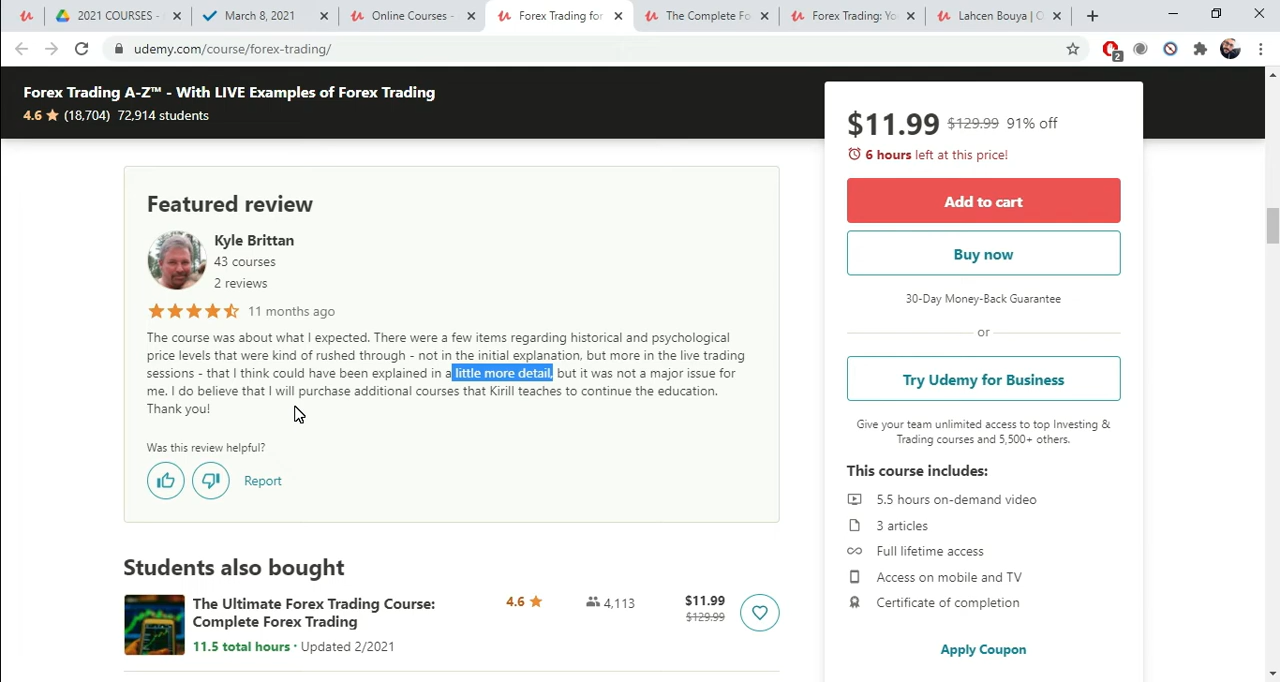 2021 COURSES -
March 8, 2021
Online Courses -
Forex Trading for
The Complete Fo
Forex Trading: Yo
Lahcen Bouya | O
udemy.com/course/forex-trading/
2
Forex Trading A-Z™ - With LIVE Examples of Forex Trading
4.6 (18,704) 72,914 students
Featured review
Kyle Brittan
43 courses
2 reviews
11 months ago
The course was about what I expected. There were a few items regarding historical and psychological
price levels that were kind of rushed through - not in the initial explanation, but more in the live trading
sessions - that I think could have been explained in a little more detail, but it was not a major issue for
me. I do believe that I will purchase additional courses that Kirill teaches to continue the education.
Thank you!
Was this review helpful?
Report
Students also bought
The Ultimate Forex Trading Course:
Complete Forex Trading
11.5 total hours · Updated 2/2021
4.6
4,113
$11.99
$129.99
$11.99 $129.99 91% off
6 hours left at this price!
Add to cart
Buy now
30-Day Money-Back Guarantee
or
Try Udemy for Business
Give your team unlimited access to top Investing &
Trading courses and 5,500+ others.
This course includes:
5.5 hours on-demand video
3 articles
Full lifetime access
Access on mobile and TV
Certificate of completion
Apply Coupon